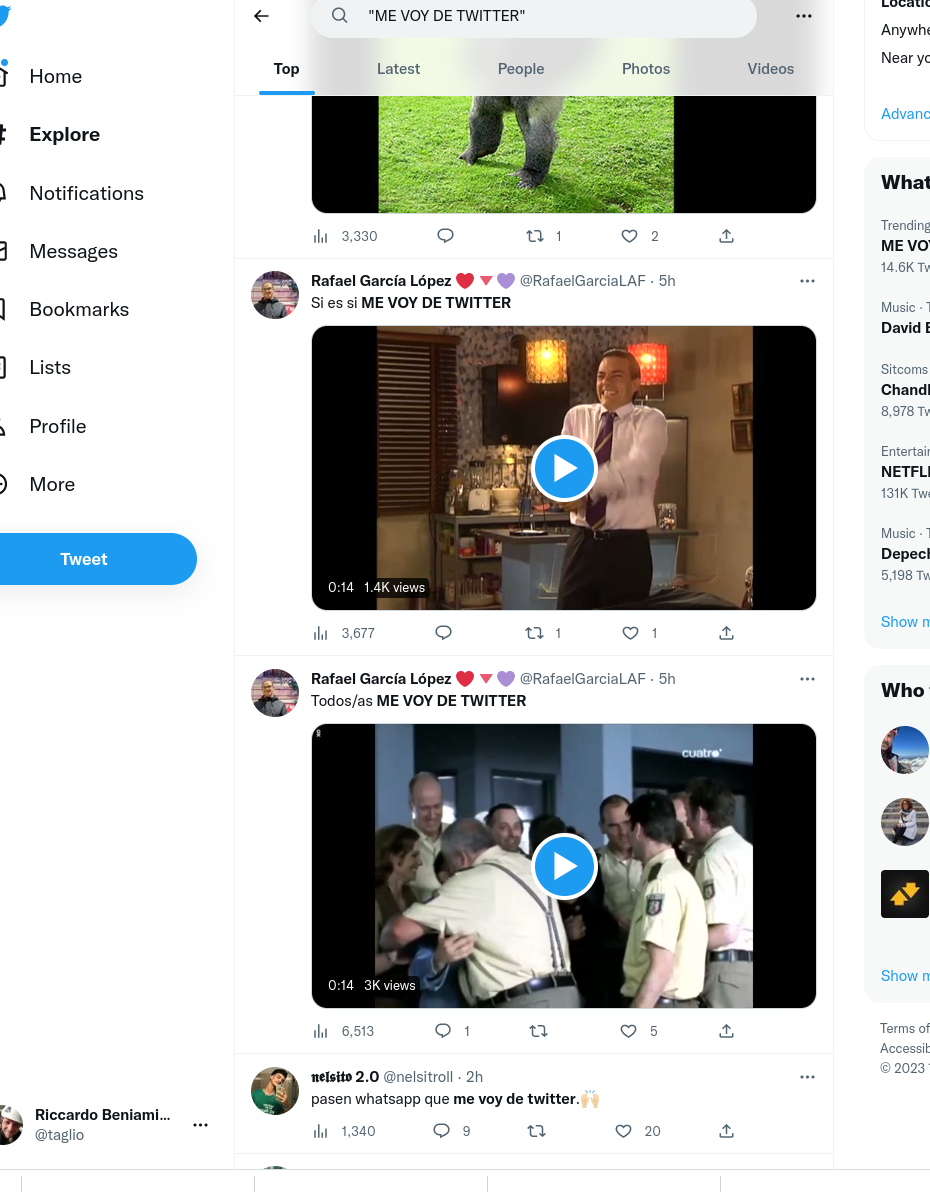 "ME VOY DE TWITTER"
Top
Latest
People
Photos
Videos
Home
Explore
Notifications
Messages
Bookmarks
Lists
Profile
More
Tweet
Riccardo Beniami...
@taglio
3,330
1
2
Rafael García López ❤️🔻💜 @RafaelGarciaLAF · 5h
Si es si ME VOY DE TWITTER
0:14 1.4K views
3,677
1
1
Rafael García López ❤️🔻💜 @RafaelGarciaLAF · 5h
Todos/as ME VOY DE TWITTER
cuatro
0:14 3K views
6,513
1
5
𝖓𝖊𝖑𝖘𝖎𝖙𝖔 2.0 @nelsitroll · 2h
pasen whatsapp que me voy de twitter.🙌🏼
1,340
9
20
Locatio
Anywhe
Near yo
Advanc
What
Trending
ME VO
14.6K Tw
Music · T
David B
Sitcoms
Chandl
8,978 Tw
Entertain
NETFLI
131K Twe
Music · T
Depech
5,198 Tw
Show m
Who
Show m
Terms of
Accessib
© 2023